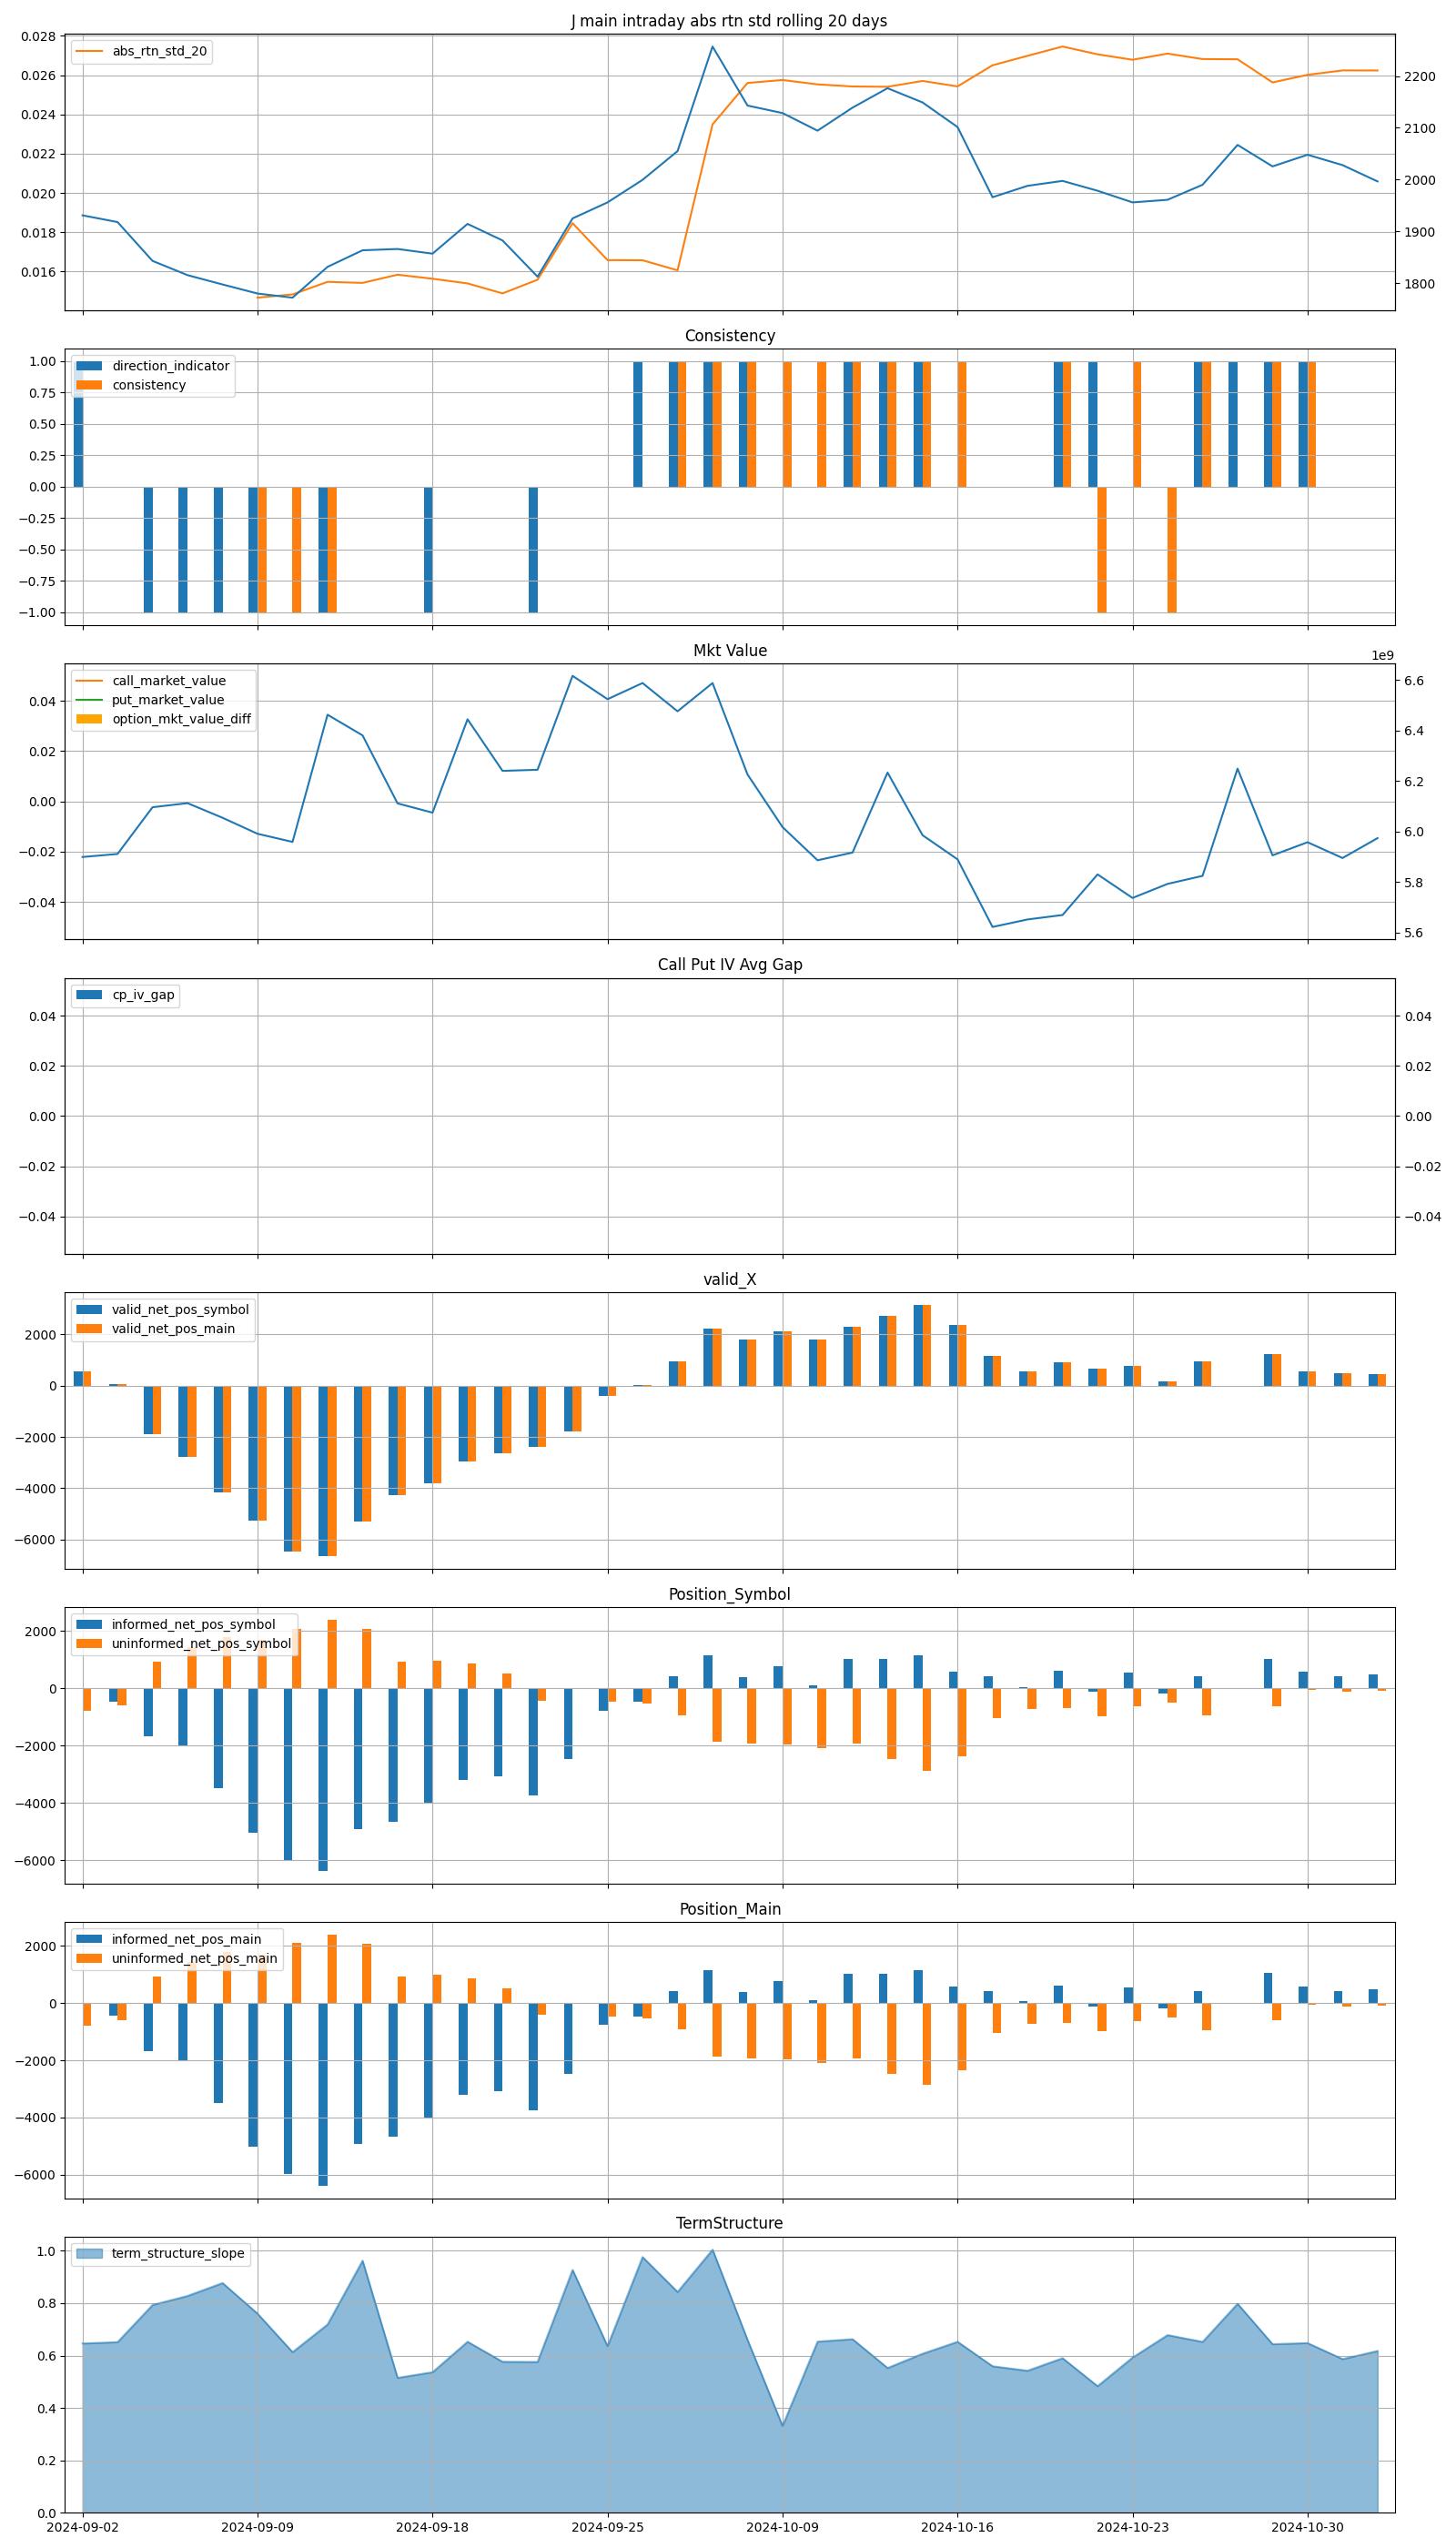 J main intraday abs rtn std rolling 20 days
abs_rtn_std_20
0.028
0.026
0.024
0.022
0.020
0.018
0.016
2200
2100
2000
1900
1800
Consistency
direction_indicator
consistency
1.00
0.75
0.50
0.25
0.00
−0.25
−0.50
−0.75
−1.00
Mkt Value
1e9
call_market_value
put_market_value
option_mkt_value_diff
0.04
0.02
0.00
−0.02
−0.04
6.6
6.4
6.2
6.0
5.8
5.6
Call Put IV Avg Gap
cp_iv_gap
0.04
0.02
0.00
−0.02
−0.04
0.04
0.02
0.00
−0.02
−0.04
valid_X
valid_net_pos_symbol
valid_net_pos_main
2000
0
−2000
−4000
−6000
Position_Symbol
informed_net_pos_symbol
uninformed_net_pos_symbol
2000
0
−2000
−4000
−6000
Position_Main
informed_net_pos_main
uninformed_net_pos_main
2000
0
−2000
−4000
−6000
TermStructure
term_structure_slope
1.0
0.8
0.6
0.4
0.2
0.0
2024-09-02 2024-09-09 2024-09-18 2024-09-25 2024-10-09 2024-10-16 2024-10-23 2024-10-30